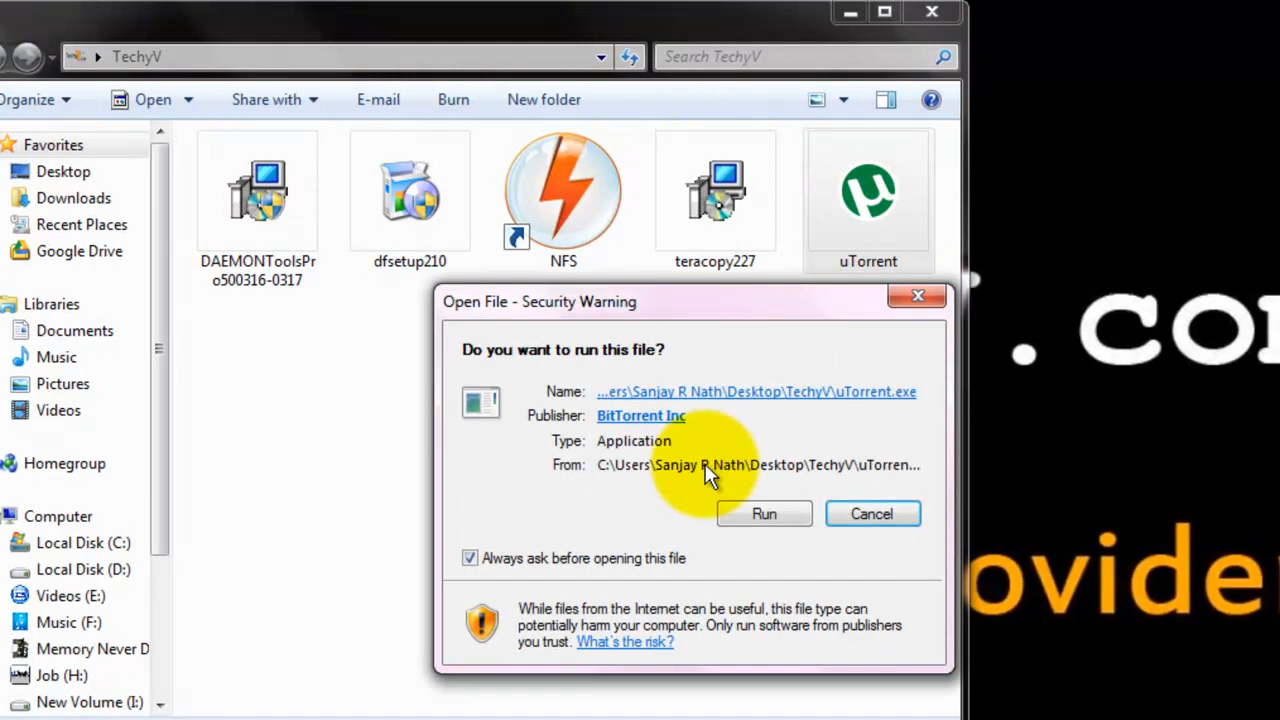 TechyV
Search TechyV
Organize
Open
Share with
E-mail
Burn
New folder
Favorites
Desktop
Downloads
Recent Places
Google Drive
Libraries
Documents
Music
Pictures
Videos
Homegroup
Computer
Local Disk (C:)
Local Disk (D:)
Videos (E:)
Music (F:)
Memory Never D
Job (H:)
New Volume (I:)
DAEMONToolsPr
o500316-0317
dfsetup210
NFS
teracopy227
µ
uTorrent
Open File - Security Warning
Do you want to run this file?
Name: ...ers\Sanjay R Nath\Desktop\TechyV\uTorrent.exe
Publisher: BitTorrent Inc
Type: Application
From: C:\Users\Sanjay R Nath\Desktop\TechyV\uTorren...
Run
Cancel
Always ask before opening this file
While files from the Internet can be useful, this file type can
potentially harm your computer. Only run software from publishers
you trust. What's the risk?
.co
ovide